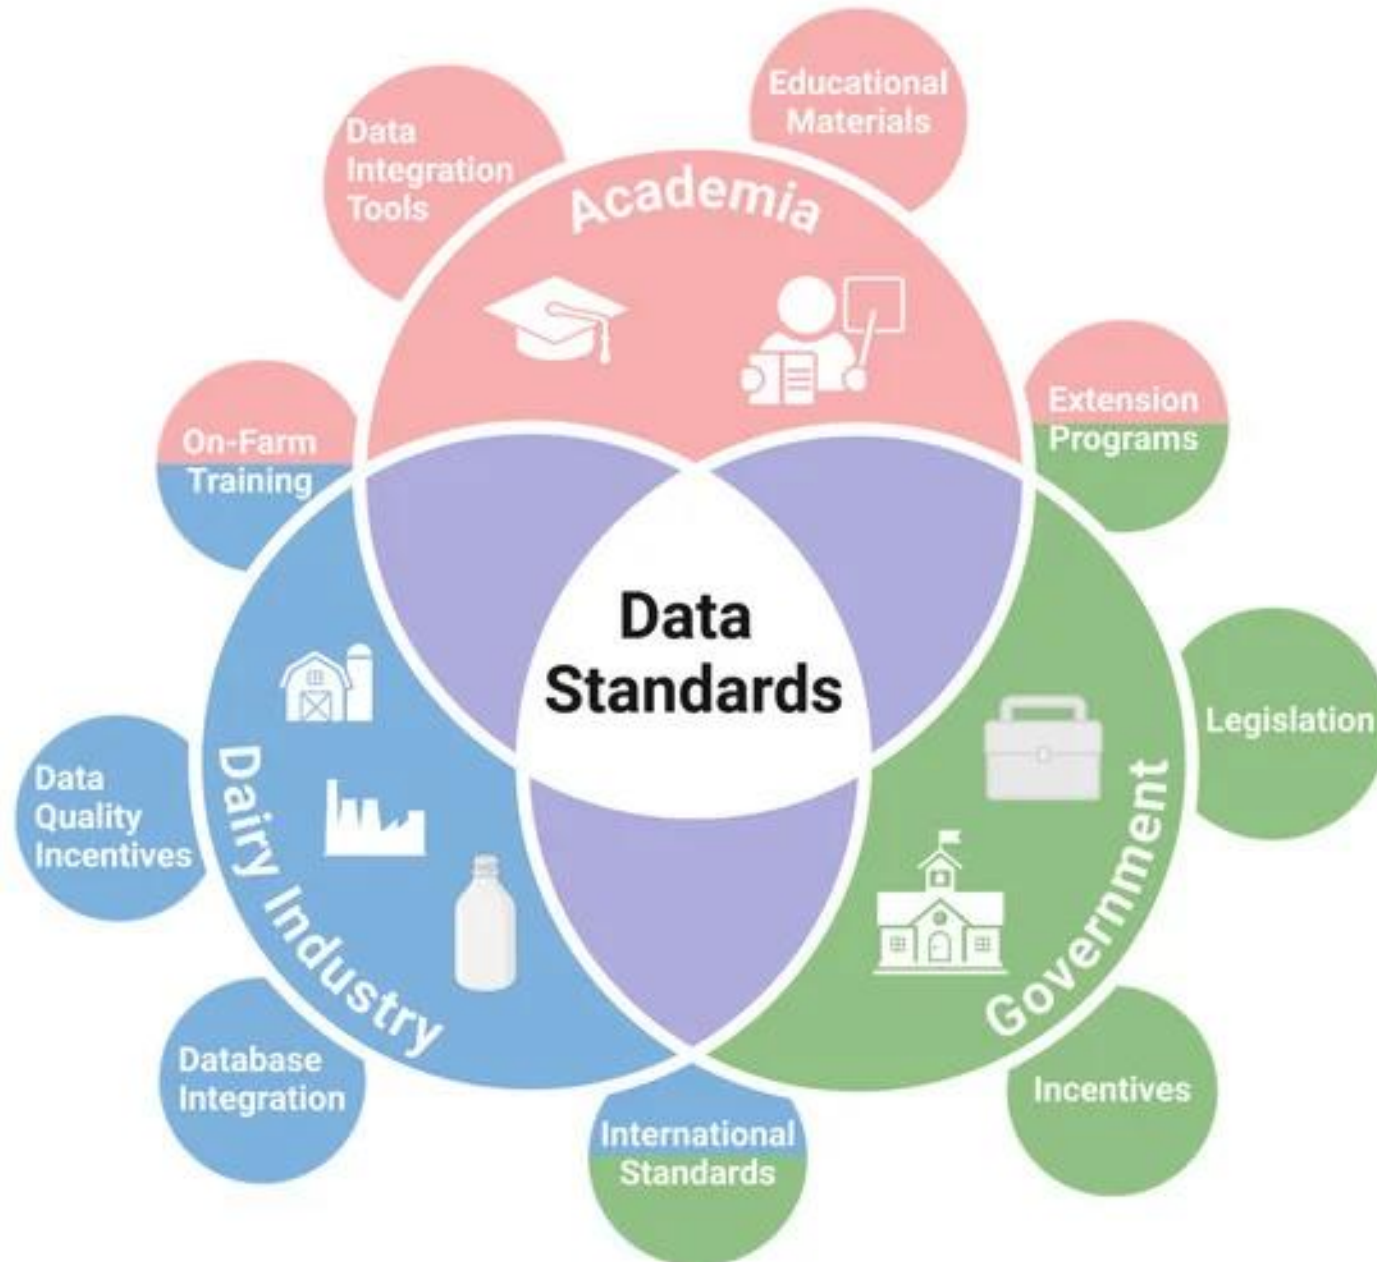 Educational
Materials
Data
Integration
Tools
Academia
Extension
Programs
On-Farm
Training
Data
Standards
Legislation
Data
Quality
Incentives
Dairy Industry
Government
Database
Integration
Incentives
International
Standards